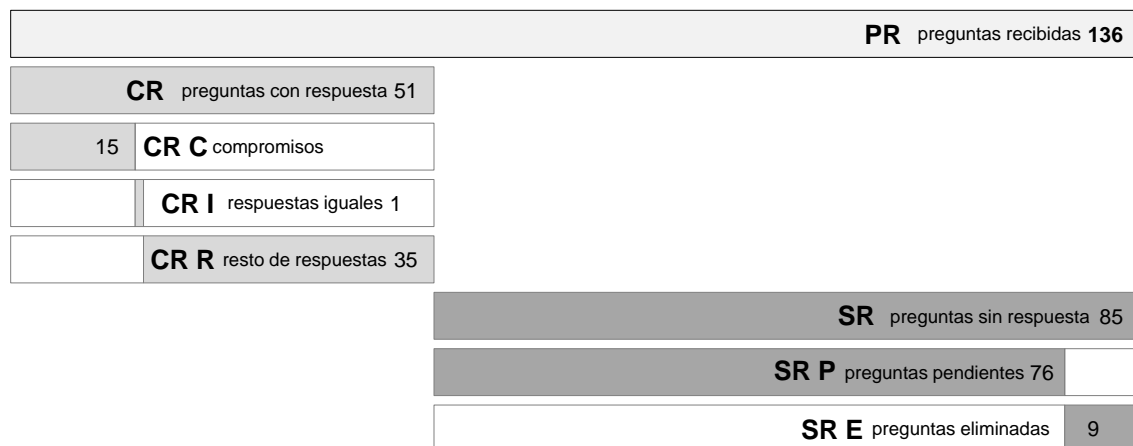 PR preguntas recibidas 136
CR preguntas con respuesta 51
15 CR C compromisos
CR I respuestas iguales 1
CR R resto de respuestas 35
SR preguntas sin respuesta 85
SR P preguntas pendientes 76
SR E preguntas eliminadas 9